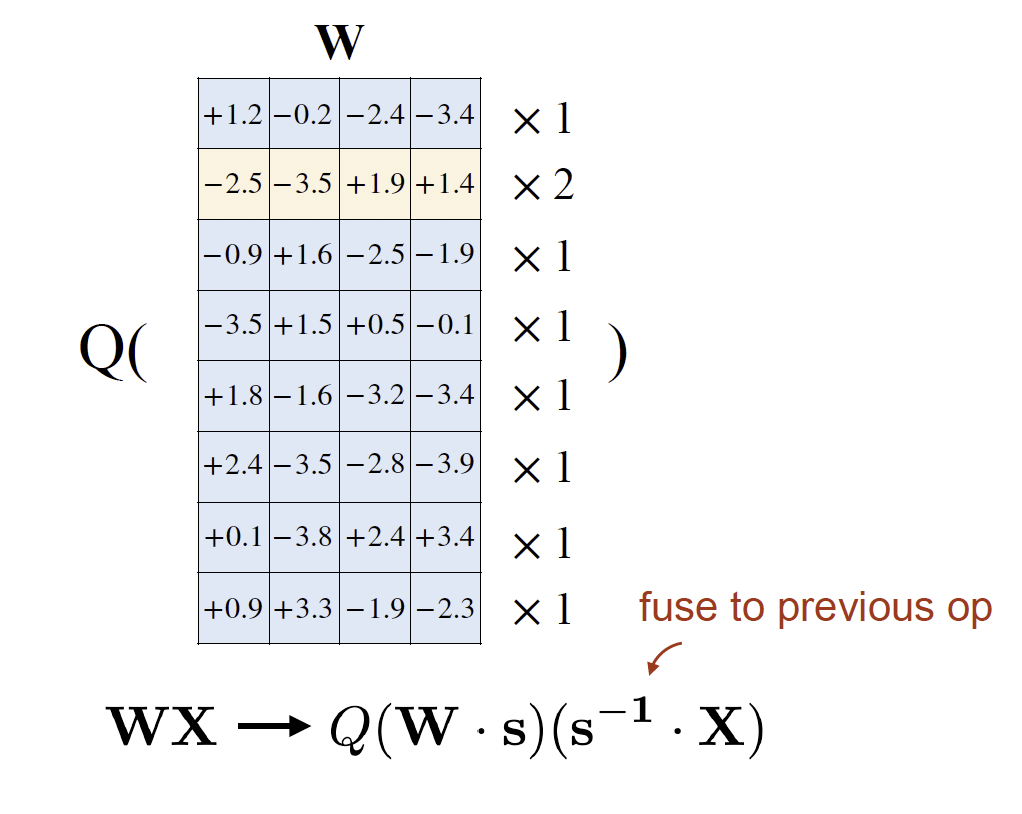 W
+1.2 −0.2 −2.4 −3.4 × 1
−2.5 −3.5 +1.9 +1.4 × 2
−0.9 +1.6 −2.5 −1.9 × 1
Q( −3.5 +1.5 +0.5 −0.1 × 1 )
+1.8 −1.6 −3.2 −3.4 × 1
+2.4 −3.5 −2.8 −3.9 × 1
+0.1 −3.8 +2.4 +3.4 × 1
+0.9 +3.3 −1.9 −2.3 × 1
fuse to previous op
WX → Q(W · s)(s⁻¹ · X)